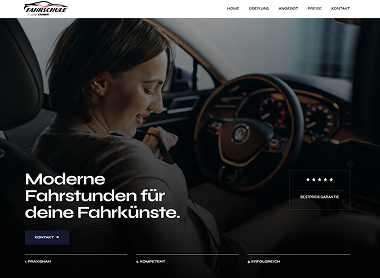 FAHRSCHULE
HOME ÜBER UNS ANGEBOT PREISE KONTAKT
Moderne
Fahrstunden für
deine Fahrkünste.
★★★★★
BESTPREIS GARANTIE
KONTAKT
1. PRAXISNAH 2. KOMPETENT 3. ERFOLGREICH